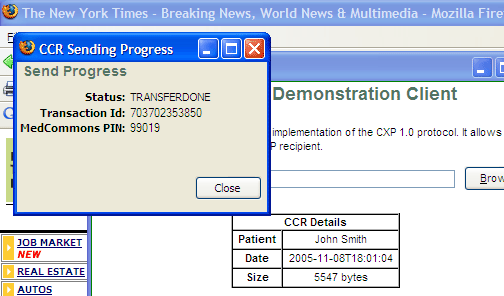 The New York Times - Breaking News, World News & Multimedia - Mozilla Firef
CCR Sending Progress
Send Progress
Status: TRANSFERDONE
Transaction Id: 703702353850
MedCommons PIN: 99019
Close
Demonstration Client
implementation of the CXP 1.0 protocol. It allows
P recipient.
Brow
CCR Details
Patient John Smith
Date 2005-11-08T18:01:04
Size 5547 bytes
JOB MARKET
NEW
REAL ESTATE
AUTOS